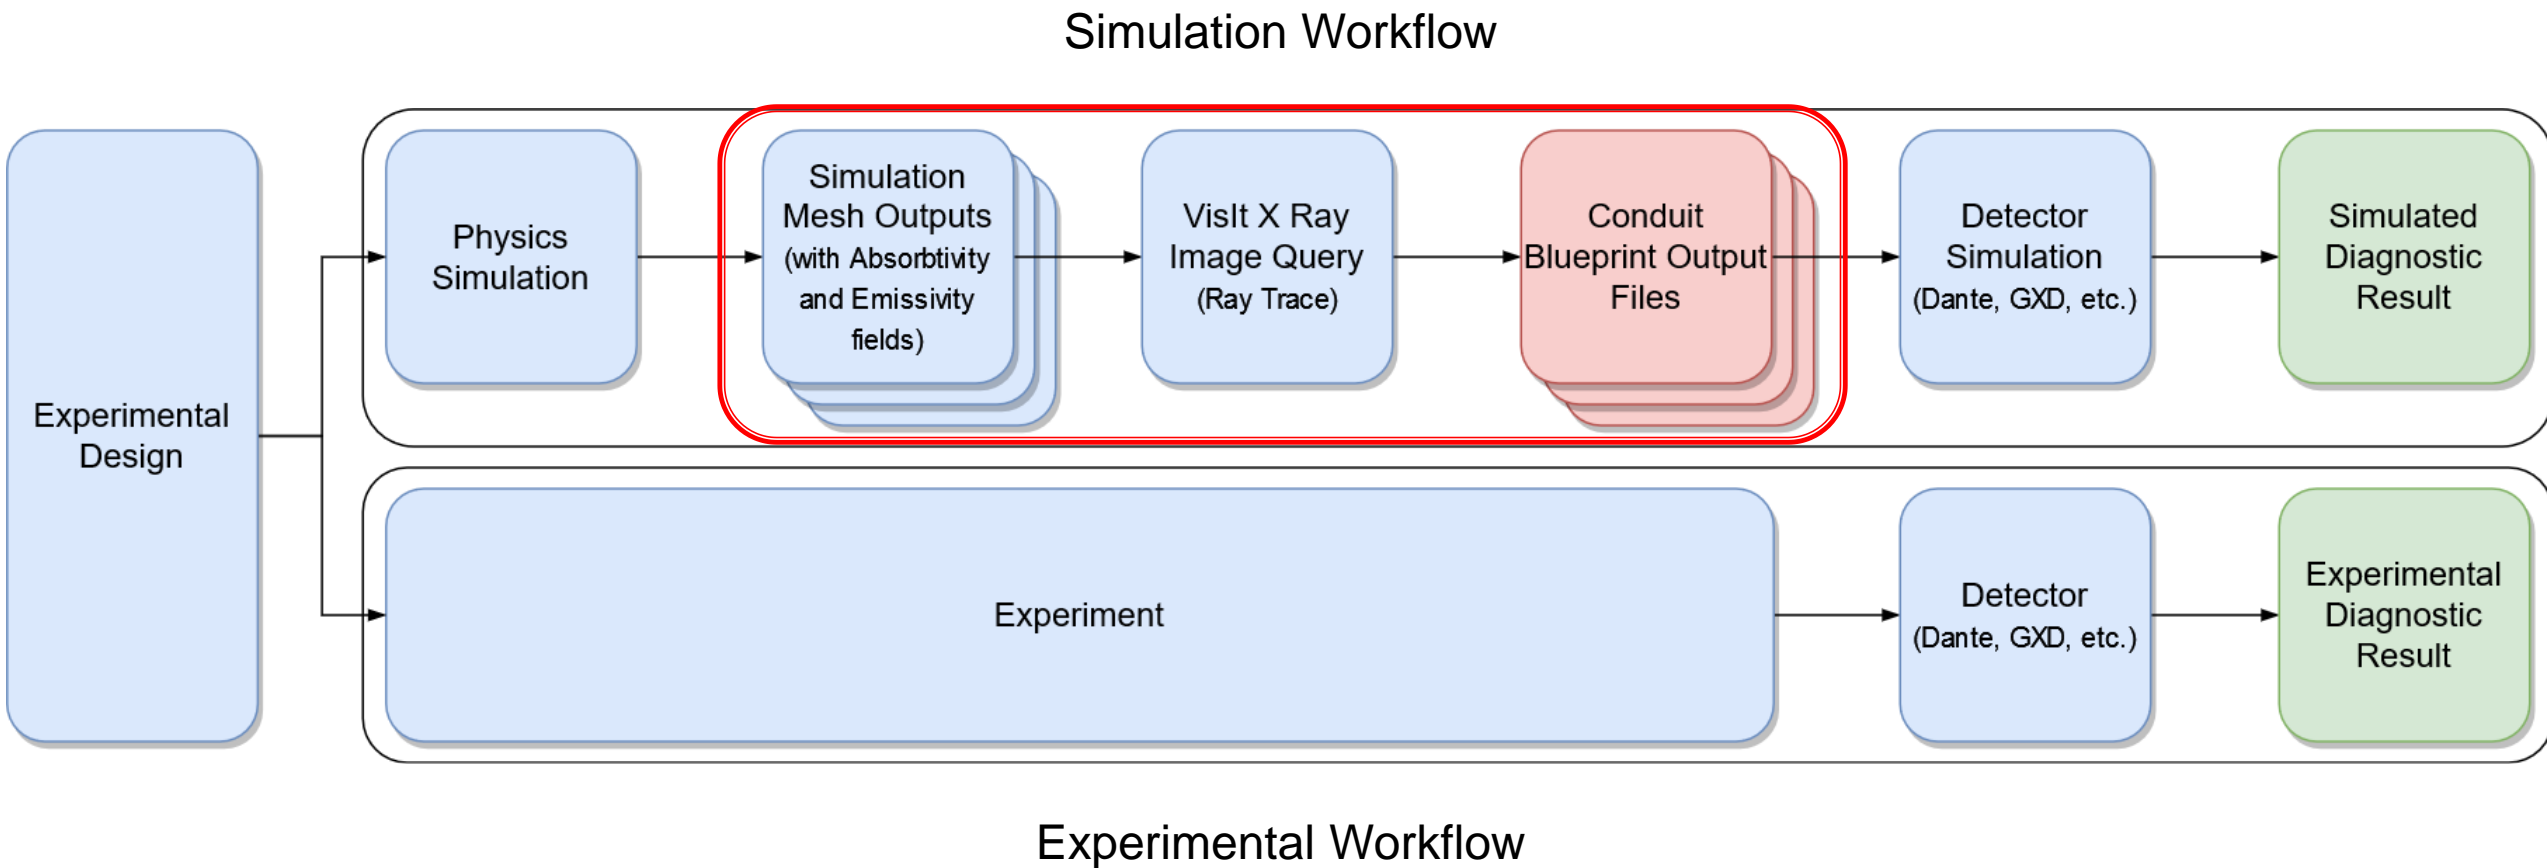 Simulation Workflow
Experimental
Design
Physics
Simulation
Simulation
Mesh Outputs
(with Absorbtivity
and Emissivity
fields)
VisIt X Ray
Image Query
(Ray Trace)
Conduit
Blueprint Output
Files
Detector
Simulation
(Dante, GXD, etc.)
Simulated
Diagnostic
Result
Experiment
Detector
(Dante, GXD, etc.)
Experimental
Diagnostic
Result
Experimental Workflow